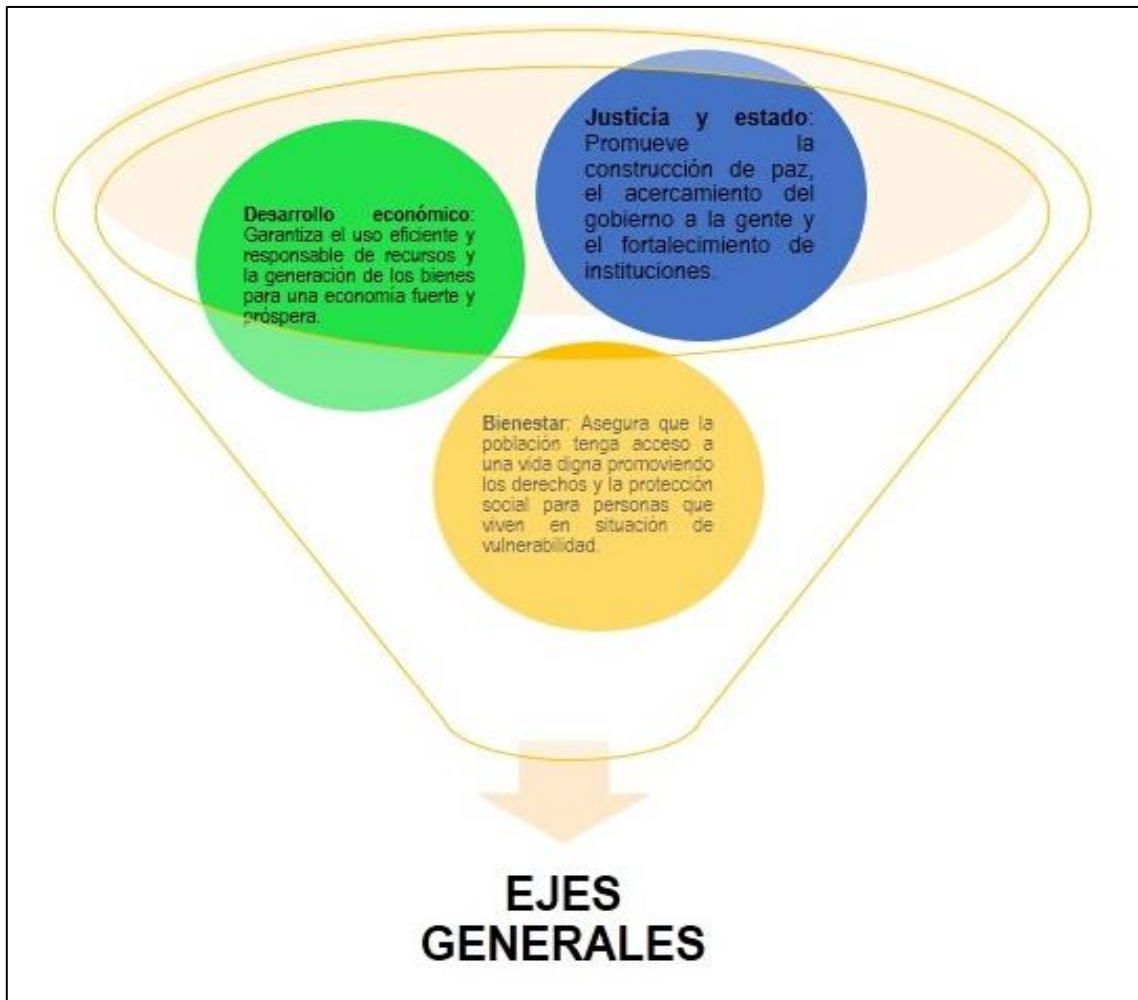 Justicia y estado:
Promueve la
construcción de paz,
el acercamiento del
gobierno a la gente y
el fortalecimiento de
instituciones.
Desarrollo económico:
Garantiza el uso eficiente y
responsable de recursos y
la generación de los bienes
para una economía fuerte y
próspera.
Bienestar: Asegura que la
población tenga acceso a
una vida digna promoviendo
los derechos y la protección
social para personas que
viven en situación de
vulnerabilidad.
EJES
GENERALES